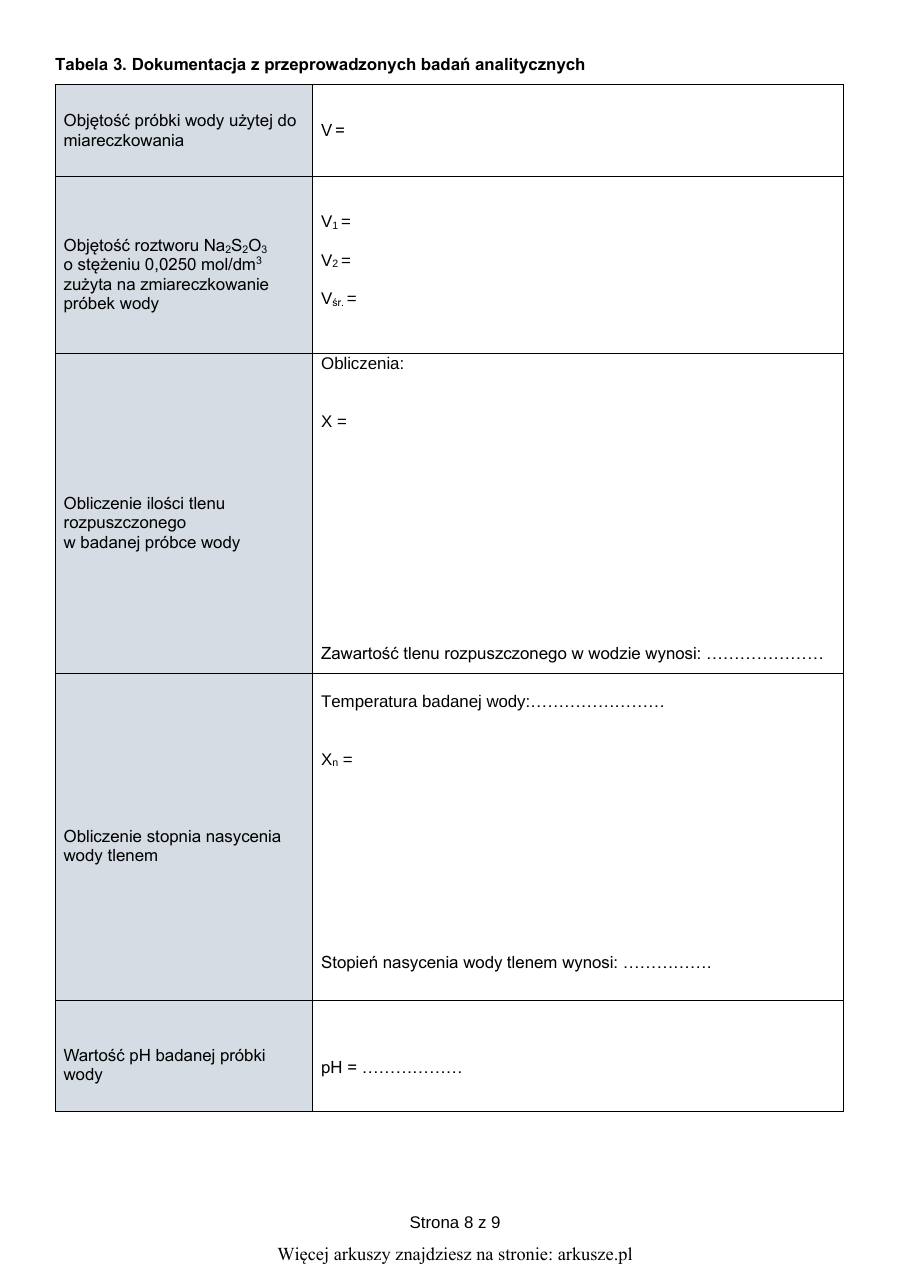 Tabela 3. Dokumentacja z przeprowadzonych badań analitycznych
Objętość próbki wody użytej do
miareczkowania
V =
Objętość roztworu Na₂S₂O₃
o stężeniu 0,0250 mol/dm³
zużyta na zmiareczkowanie
próbek wody
V₁ =
V₂ =
Vśr. =
Obliczenie ilości tlenu
rozpuszczonego
w badanej próbce wody
Obliczenia:
X =
Zawartość tlenu rozpuszczonego w wodzie wynosi: …………………
Obliczenie stopnia nasycenia
wody tlenem
Temperatura badanej wody:……………………
Xₙ =
Stopień nasycenia wody tlenem wynosi: …………….
Wartość pH badanej próbki
wody
pH = ………………
Strona 8 z 9
Więcej arkuszy znajdziesz na stronie: arkusze.pl